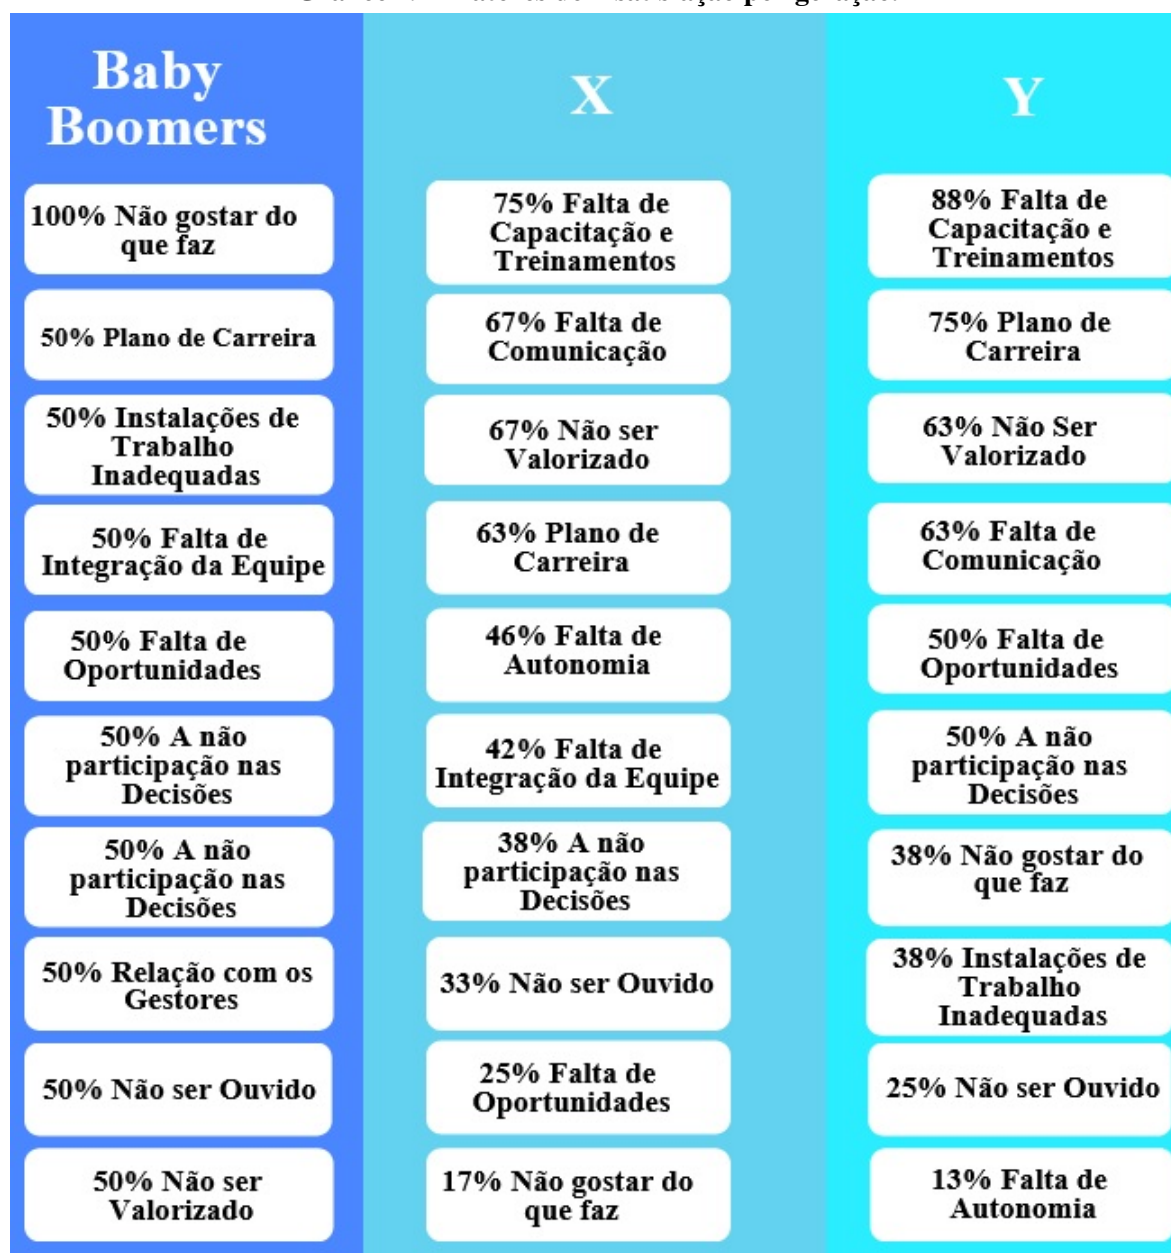 Baby
Boomers
100% Não gostar do
que faz
50% Plano de Carreira
50% Instalações de
Trabalho
Inadequadas
50% Falta de
Integração da Equipe
50% Falta de
Oportunidades
50% A não
participação nas
Decisões
50% A não
participação nas
Decisões
50% Relação com os
Gestores
50% Não ser Ouvido
50% Não ser
Valorizado
X
75% Falta de
Capacitação e
Treinamentos
67% Falta de
Comunicação
67% Não ser
Valorizado
63% Plano de
Carreira
46% Falta de
Autonomia
42% Falta de
Integração da Equipe
38% A não
participação nas
Decisões
33% Não ser Ouvido
25% Falta de
Oportunidades
17% Não gostar do
que faz
Y
88% Falta de
Capacitação e
Treinamentos
75% Plano de
Carreira
63% Não Ser
Valorizado
63% Falta de
Comunicação
50% Falta de
Oportunidades
50% A não
participação nas
Decisões
38% Não gostar do
que faz
38% Instalações de
Trabalho
Inadequadas
25% Não ser Ouvido
13% Falta de
Autonomia